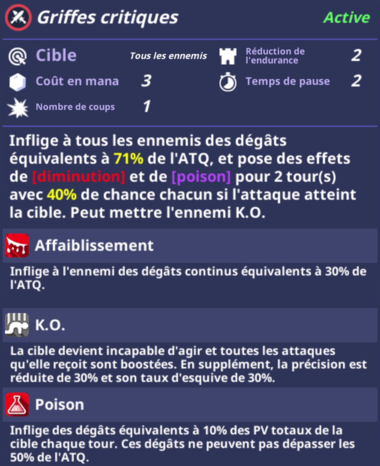 Griffes critiques Active
Cible Tous les ennemis Réduction de l'endurance 2
Coût en mana 3 Temps de pause 2
Nombre de coups 1
Inflige à tous les ennemis des dégâts
équivalents à 71% de l'ATQ, et pose des effets
de [diminution] et de [poison] pour 2 tour(s)
avec 40% de chance chacun si l'attaque atteint
la cible. Peut mettre l'ennemi K.O.
Affaiblissement
Inflige à l'ennemi des dégâts continus équivalents à 30% de
l'ATQ.
K.O.
La cible devient incapable d'agir et toutes les attaques
qu'elle reçoit sont boostées. En supplément, la précision est
réduite de 30% et son taux d'esquive de 30%.
Poison
Inflige des dégâts équivalents à 10% des PV totaux de la
cible chaque tour. Ces dégâts ne peuvent pas dépasser les
50% de l'ATQ.